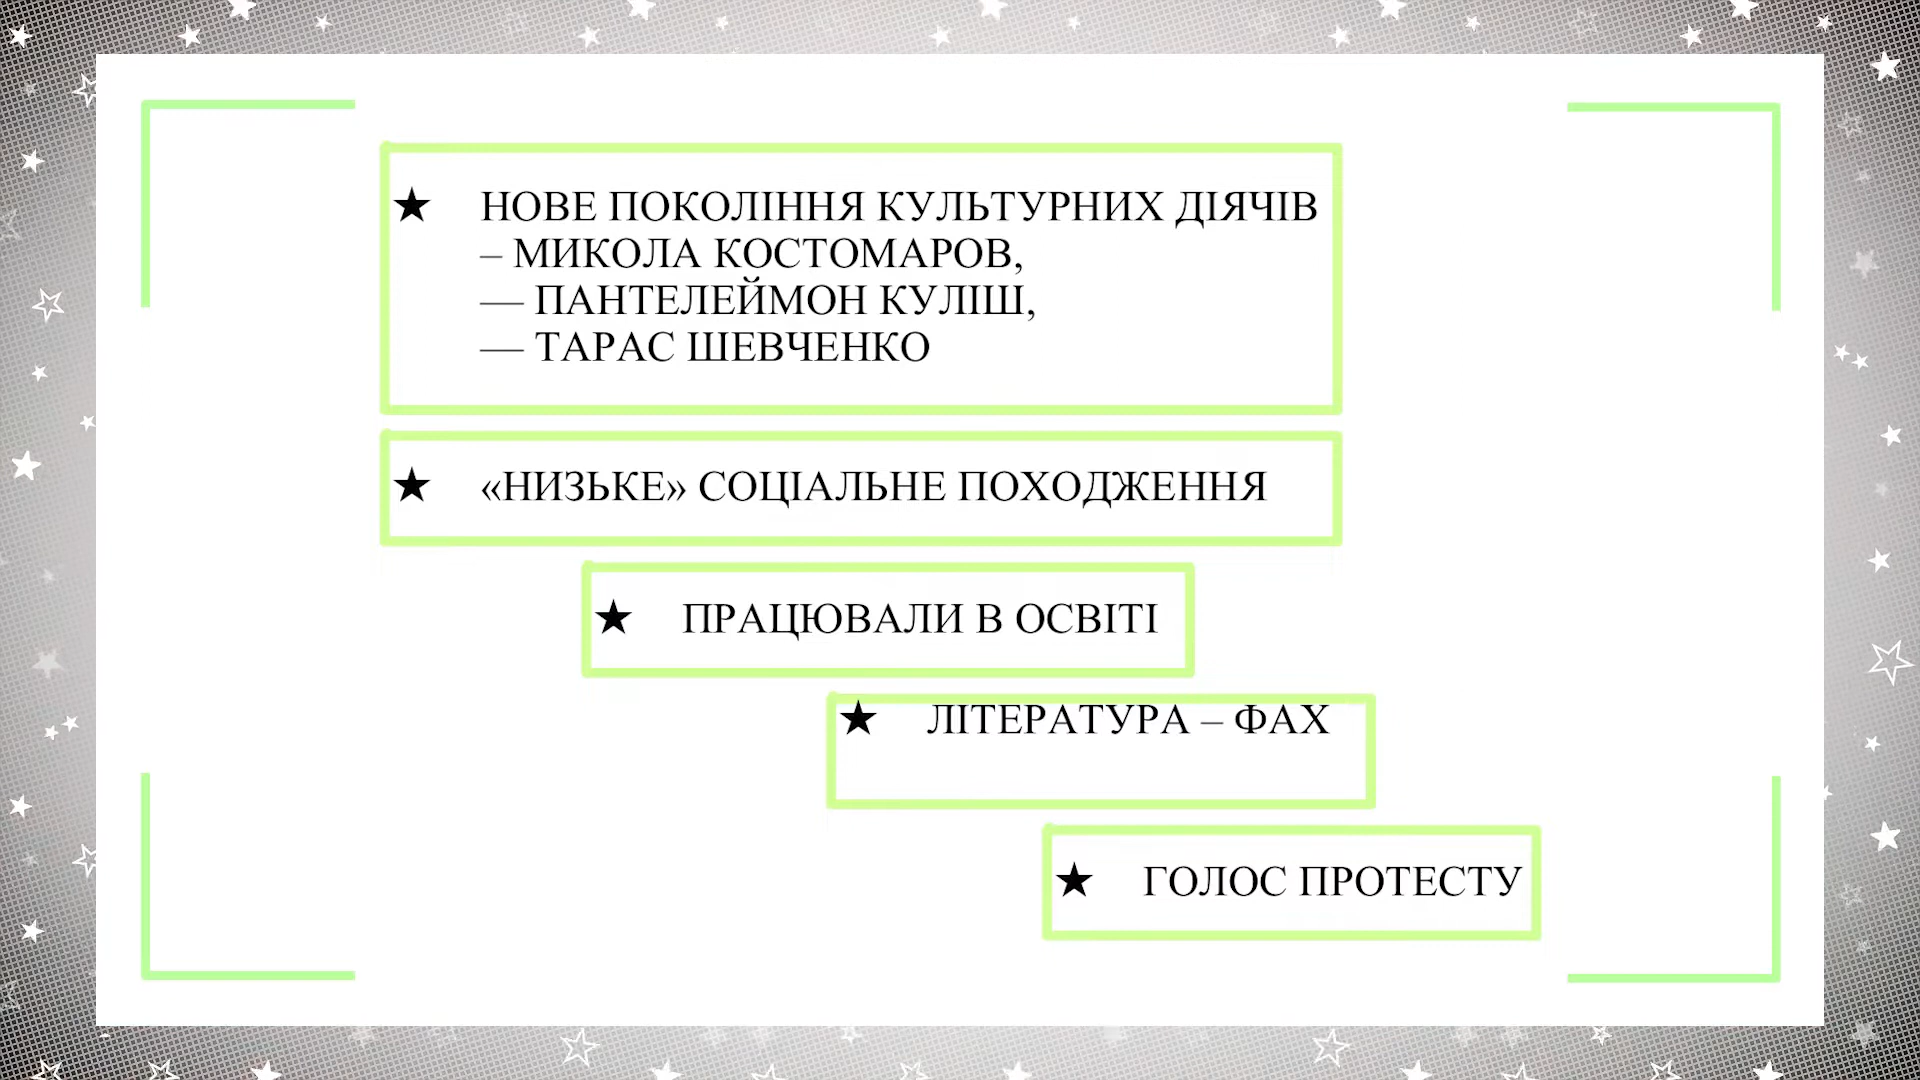 ★ НОВЕ ПОКОЛІННЯ КУЛЬТУРНИХ ДІЯЧІВ
– МИКОЛА КОСТОМАРОВ,
— ПАНТЕЛЕЙМОН КУЛІШ,
— ТАРАС ШЕВЧЕНКО
★ «НИЗЬКЕ» СОЦІАЛЬНЕ ПОХОДЖЕННЯ
★ ПРАЦЮВАЛИ В ОСВІТІ
★ ЛІТЕРАТУРА – ФАХ
★ ГОЛОС ПРОТЕСТУ